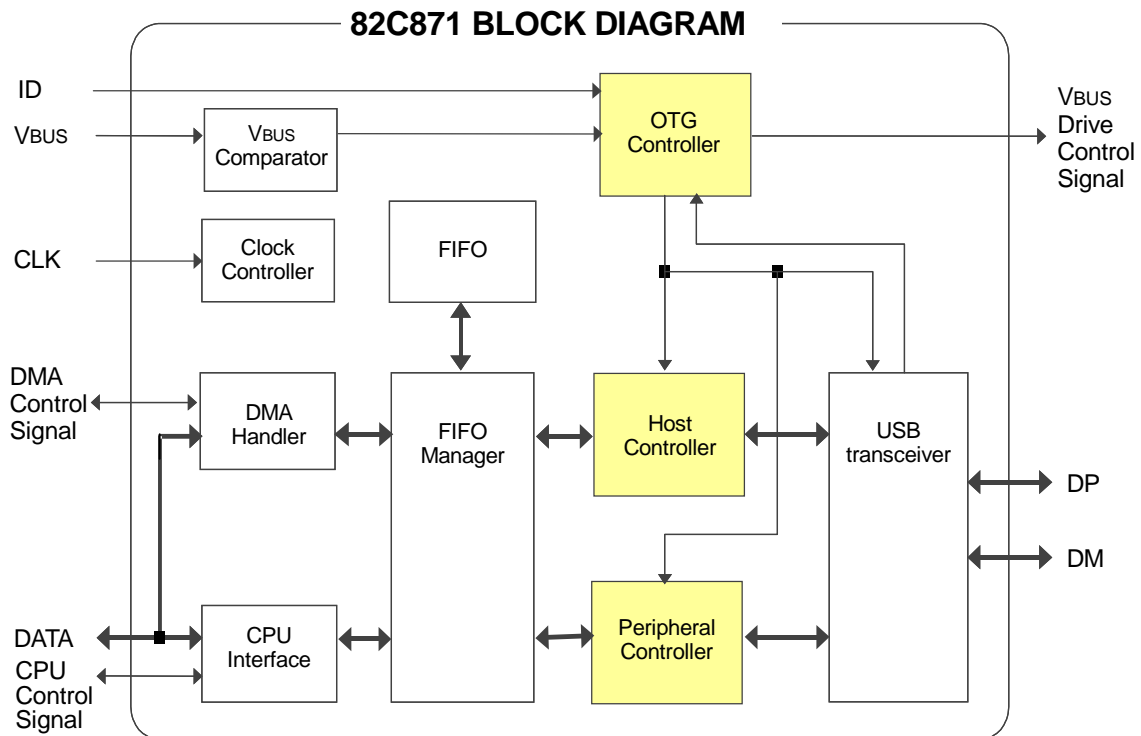 82C871 BLOCK DIAGRAM
ID
VBUS
VBUS
Comparator
OTG
Controller
VBUS
Drive
Control
Signal
CLK
Clock
Controller
FIFO
DMA
Control
Signal
DMA
Handler
FIFO
Manager
Host
Controller
USB
transceiver
DP
DM
DATA
CPU
Control
Signal
CPU
Interface
Peripheral
Controller